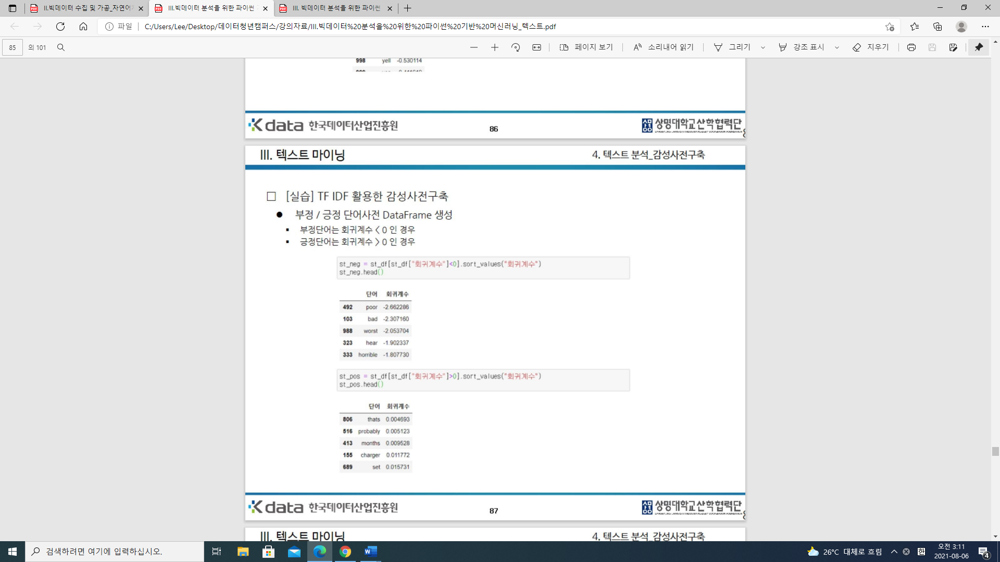 II.빅데이터 수집 및 가공_자연어
III.빅데이터 분석을 위한 파이썬
III. 빅데이터 분석을 위한 파이썬
파일
C:/Users/Lee/Desktop/데이터청년캠퍼스/강의자료/III.빅데이터%20분석을%20위한%20파이썬%20기반%20머신러닝_텍스트.pdf
85 의 101
페이지 보기
소리내어 읽기
그리기
강조 표시
지우기
998 yell -0.530114
K data 한국데이터산업진흥원
86
상명대학교산학협력단
III. 텍스트 마이닝
4. 텍스트 분석_감성사전구축
□ [실습] TF IDF 활용한 감성사전구축
● 부정 / 긍정 단어사전 DataFrame 생성
▪ 부정단어는 회귀계수 < 0 인 경우
▪ 긍정단어는 회귀계수 > 0 인 경우
st_neg = st_df[st_df["회귀계수"]<0].sort_values("회귀계수")
st_neg.head()
단어 회귀계수
492 poor -2.662286
103 bad -2.307160
988 worst -2.053704
323 hear -1.902337
333 horrible -1.807730
st_pos = st_df[st_df["회귀계수"]>0].sort_values("회귀계수")
st_pos.head()
단어 회귀계수
806 thats 0.004693
516 probably 0.005123
413 months 0.009528
155 charger 0.011772
689 set 0.015731
K data 한국데이터산업진흥원
87
상명대학교산학협력단
III. 텍스트 마이닝
4. 텍스트 분석_감성사전구축
검색하려면 여기에 입력하십시오.
26°C 대체로 흐림
한
오전 3:11
2021-08-06
4